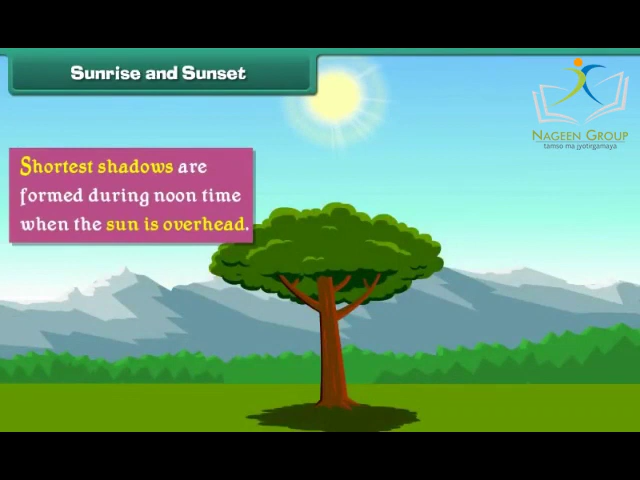 Sunrise and Sunset
NAGEEN GROUP
tamso ma jyotirgamaya
Shortest shadows are
formed during noon time
when the sun is overhead.